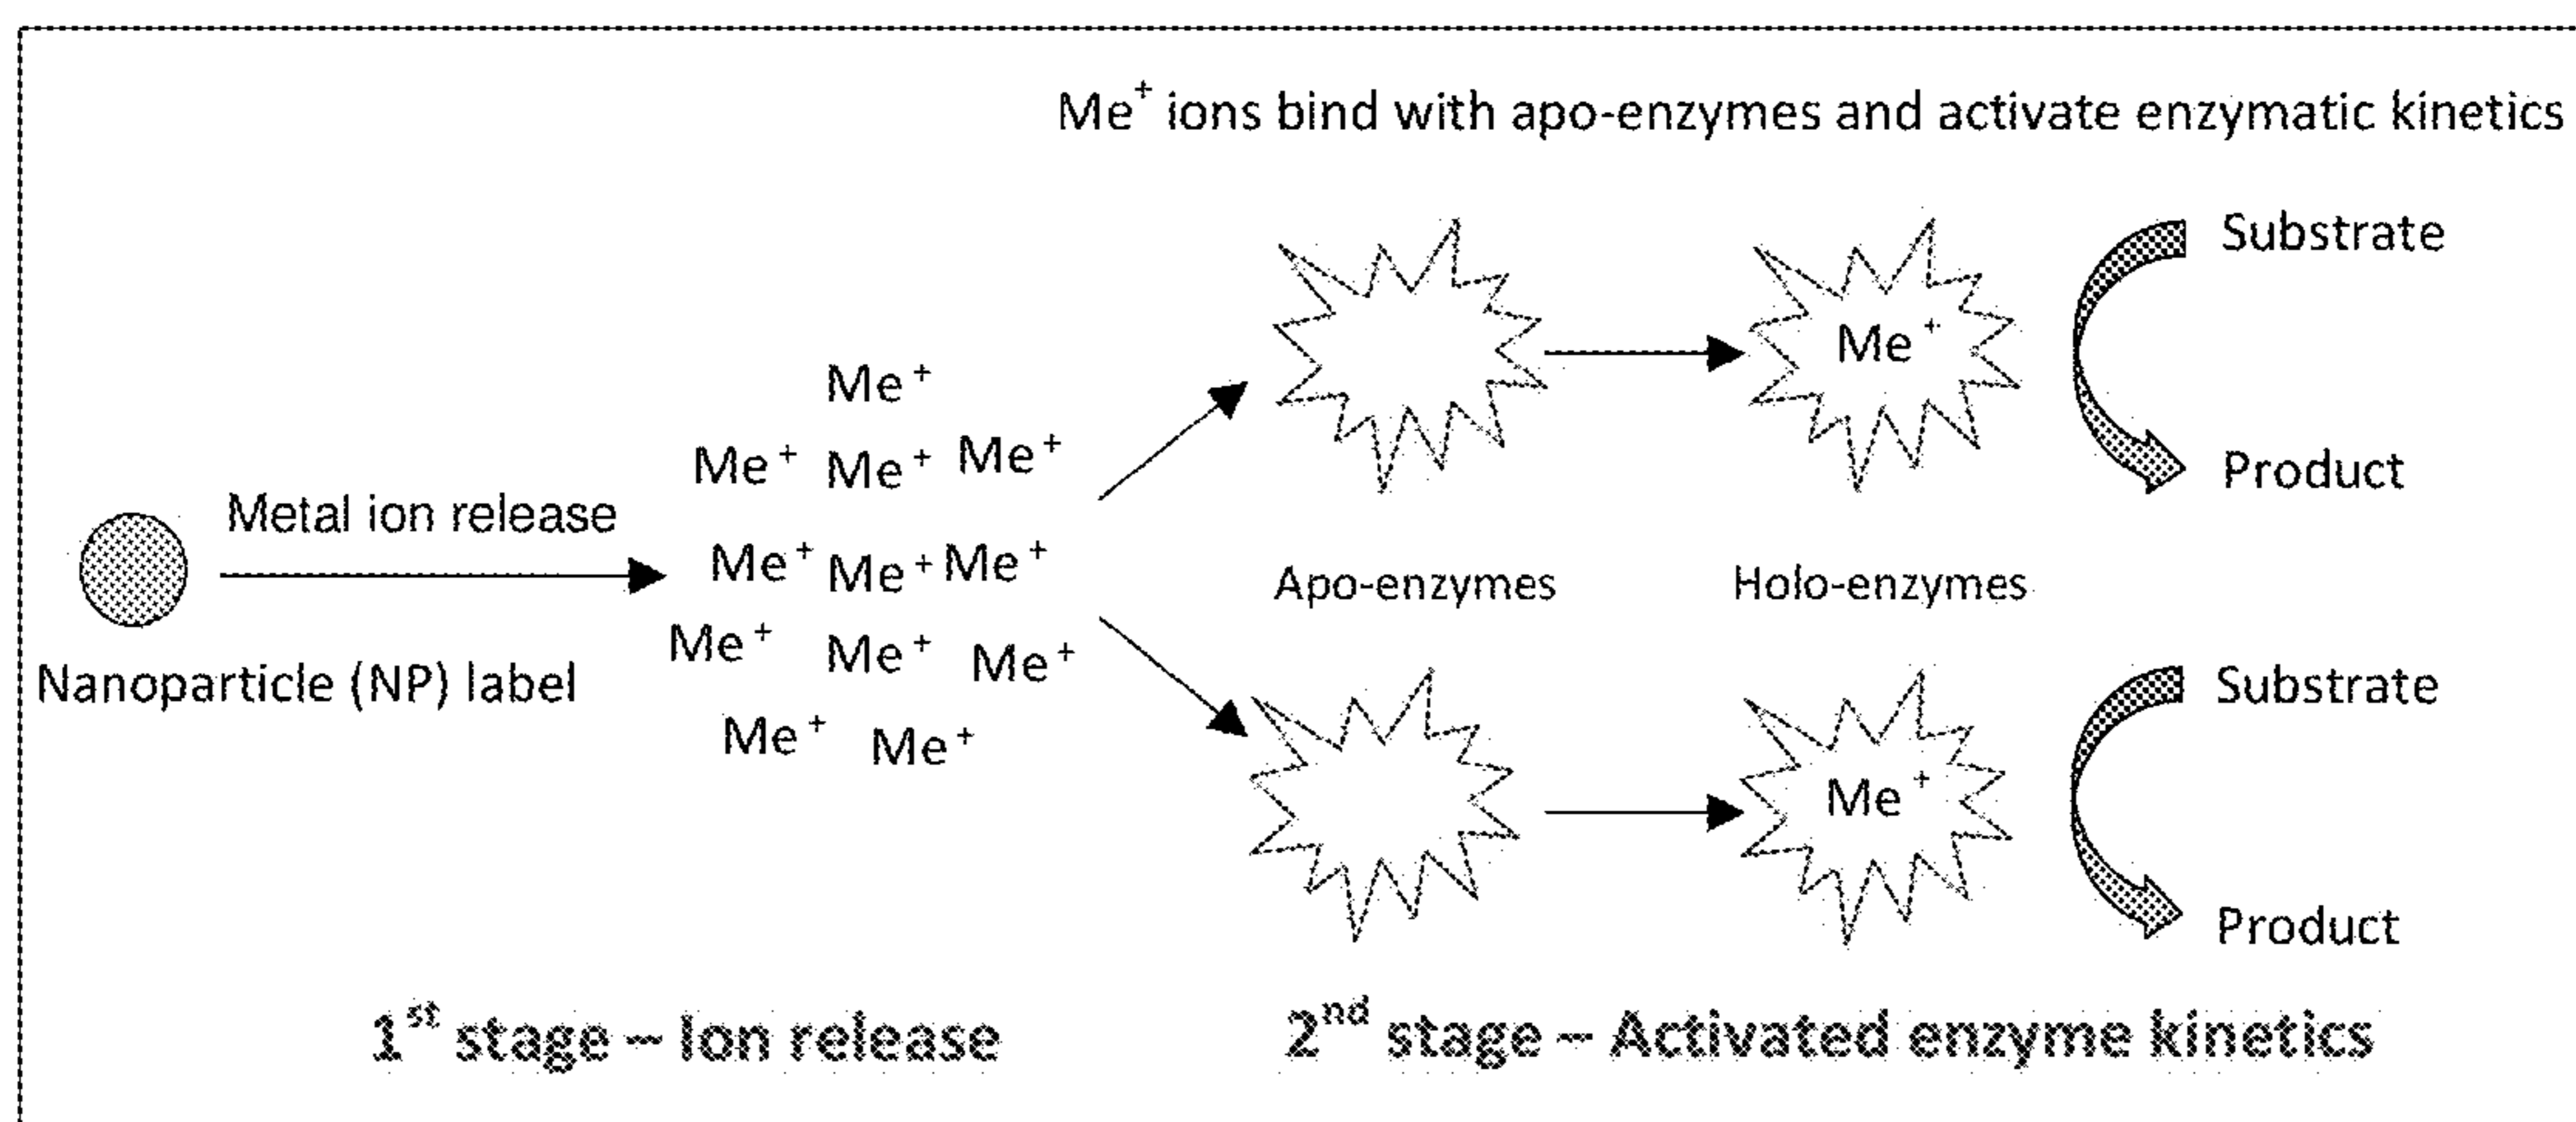 Me⁺ ions bind with apo-enzymes and activate enzymatic kinetics
Substrate
Me⁺
Me⁺
Me⁺ Me⁺ Me⁺
Product
Metal ion release
Me⁺ Me⁺ Me⁺
Apo-enzymes
Holo-enzymes
Me⁺ Me⁺ Me⁺
Nanoparticle (NP) label
Substrate
Me⁺ Me⁺
Me⁺
Product
1ˢᵗ stage – Ion release
2ⁿᵈ stage – Activated enzyme kinetics